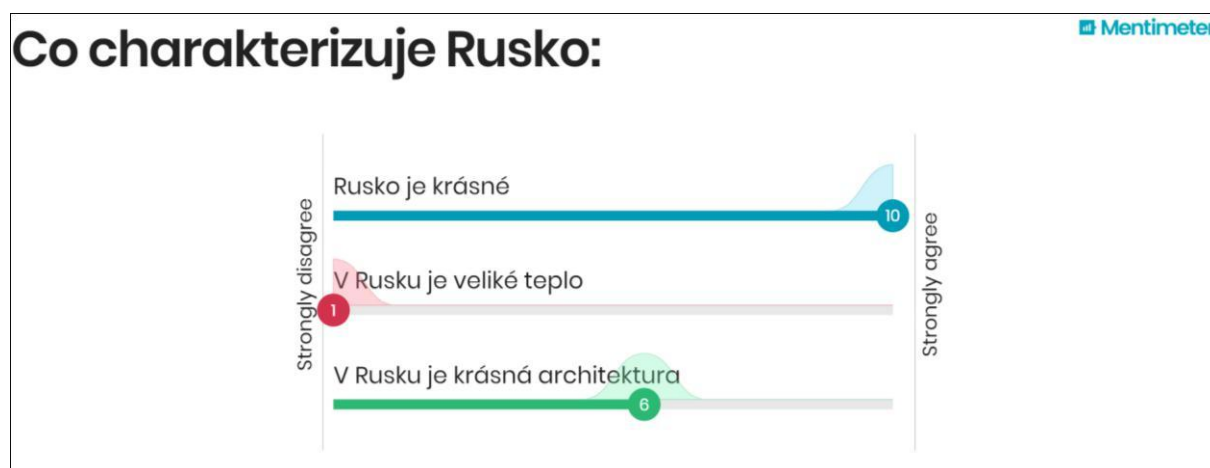 Mentimeter
Co charakterizuje Rusko:
Strongly disagree
Rusko je krásné
10
V Rusku je veliké teplo
1
V Rusku je krásná architektura
6
Strongly agree